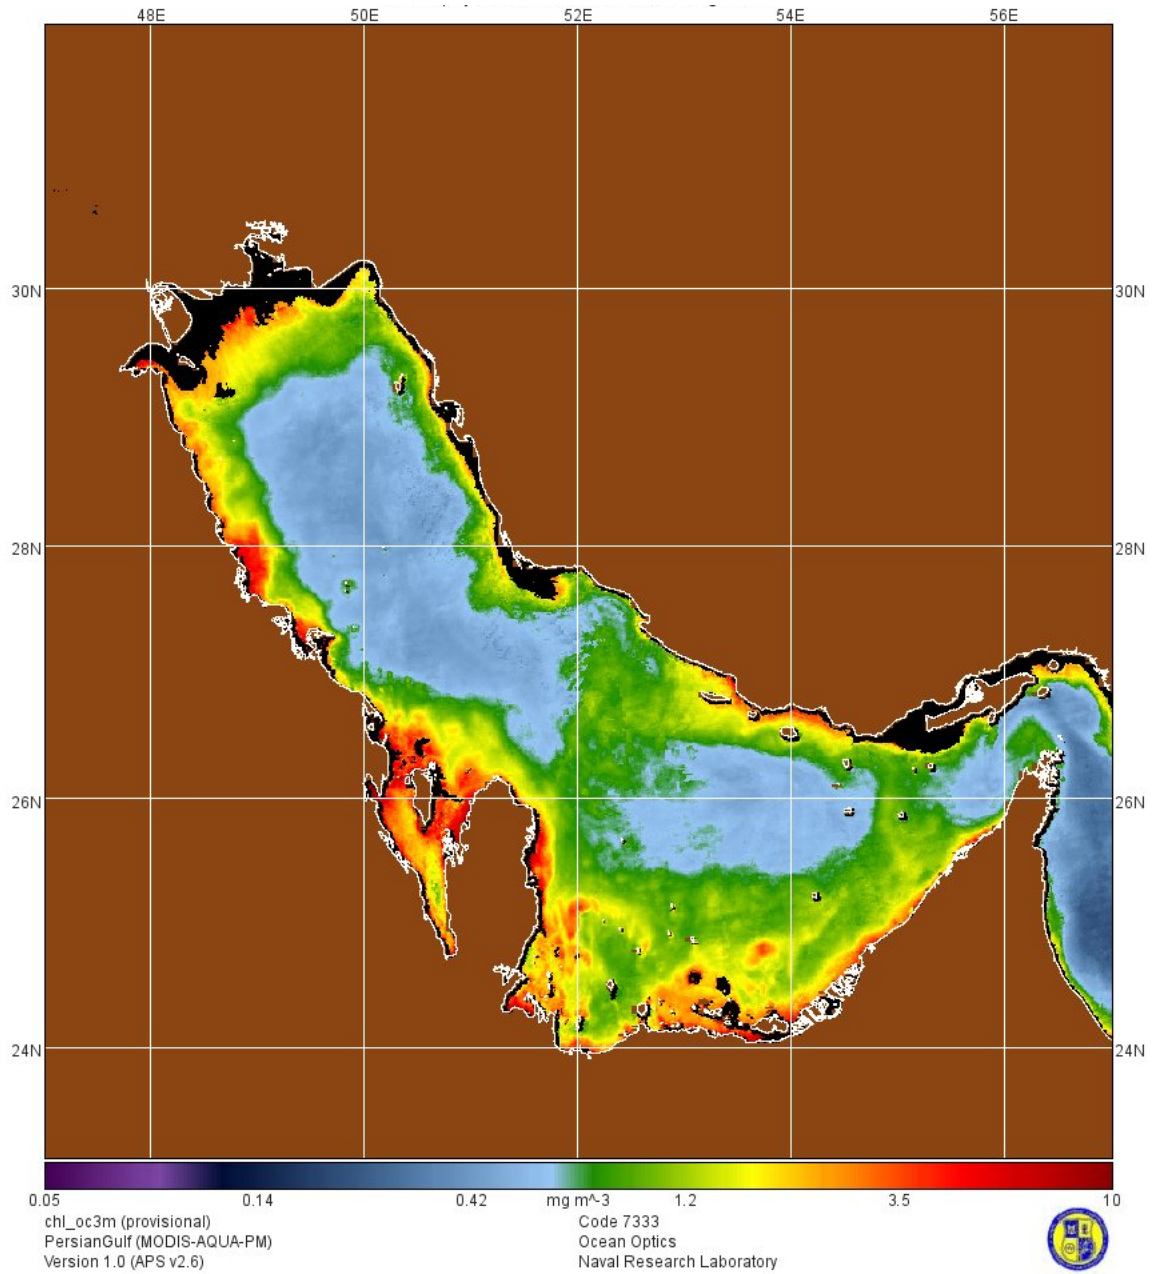 48E 50E 52E 54E 56E
30N 30N
28N 28N
26N 26N
24N 24N
0.05 0.14 0.42 mg m^-3 1.2 3.5 10
chl_oc3m (provisional) Code 7333
PersianGulf (MODIS-AQUA-PM) Ocean Optics
Version 1.0 (APS v2.6) Naval Research Laboratory